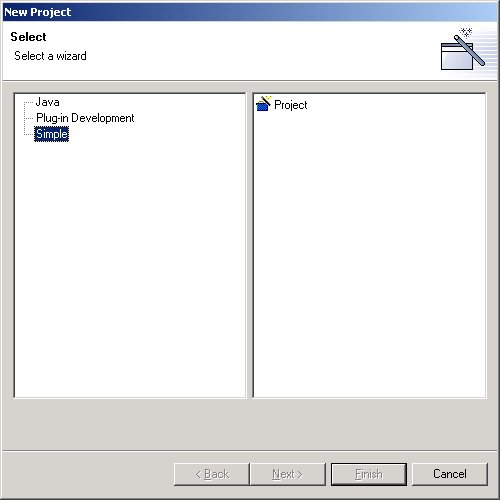 New Project
Select
Select a wizard
Java
Plug-in Development
Simple
Project
< Back
Next >
Finish
Cancel